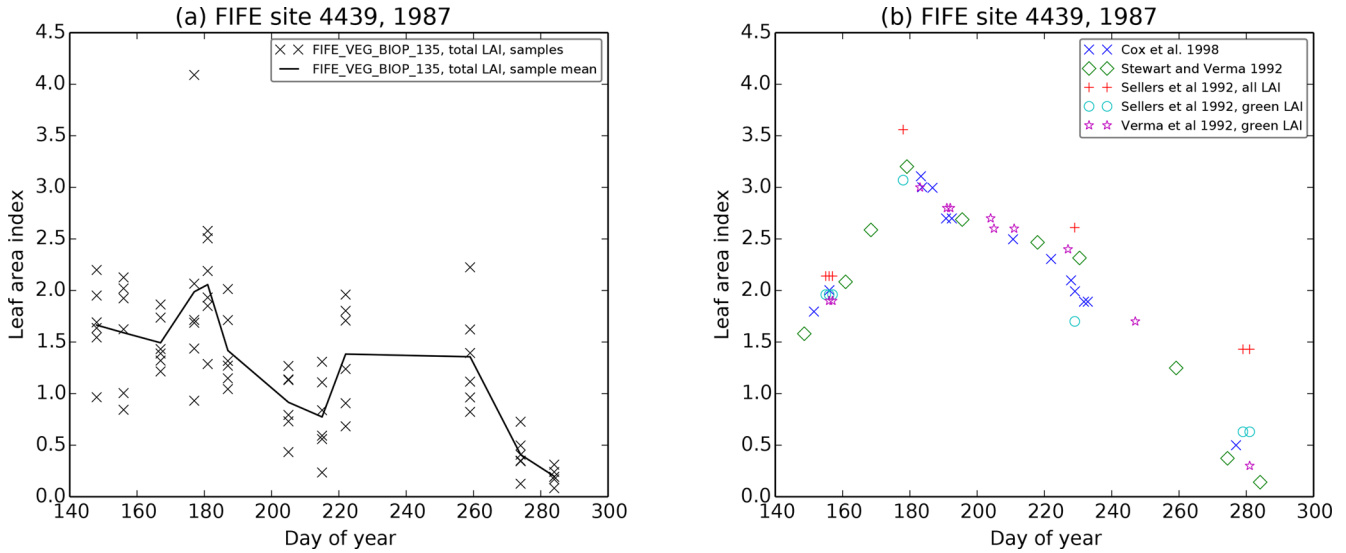 (a) FIFE site 4439, 1987
4.5
4.0
3.5
3.0
2.5
2.0
1.5
1.0
0.5
0.0
Leaf area index
FIFE_VEG_BIOP_135, total LAI, samples
FIFE_VEG_BIOP_135, total LAI, sample mean
140 160 180 200 220 240 260 280 300
Day of year
(b) FIFE site 4439, 1987
4.5
4.0
3.5
3.0
2.5
2.0
1.5
1.0
0.5
0.0
Leaf area index
Cox et al. 1998
Stewart and Verma 1992
Sellers et al 1992, all LAI
Sellers et al 1992, green LAI
Verma et al 1992, green LAI
140 160 180 200 220 240 260 280 300
Day of year